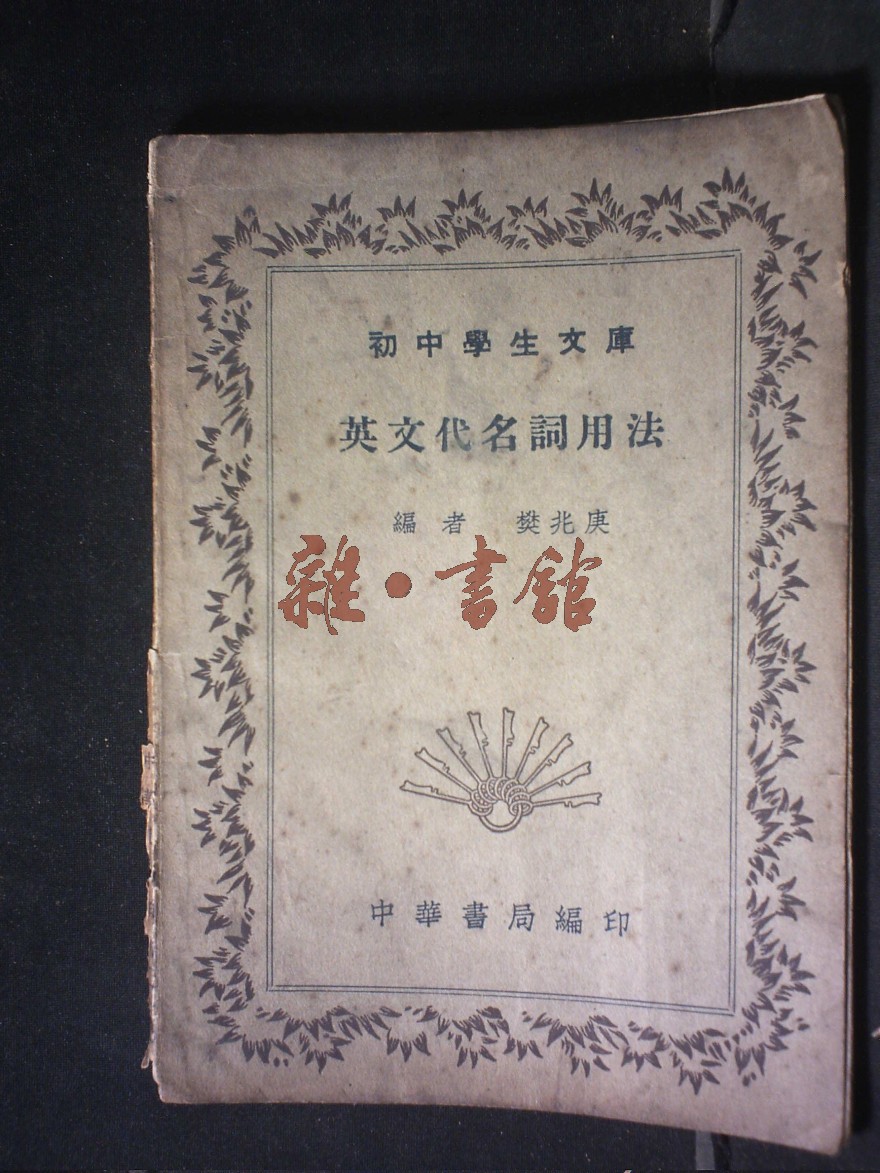 初中學生文庫
英文代名詞用法
編者 樊兆庚
雜·書館
中華書局編印